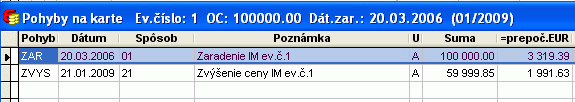 Pohyby na karte Ev.číslo: 1 OC: 100000.00 Dát.zar.: 20.03.2006 (01/2009)
Pohyb Dátum Spôsob Poznámka U Suma =prepoč.EUR
ZAR 20.03.2006 01 Zaradenie IM ev.č.1 A 100 000.00 3 319.39
ZVYS 21.01.2009 21 Zvýšenie ceny IM ev.č.1 A 59 999.85 1 991.63